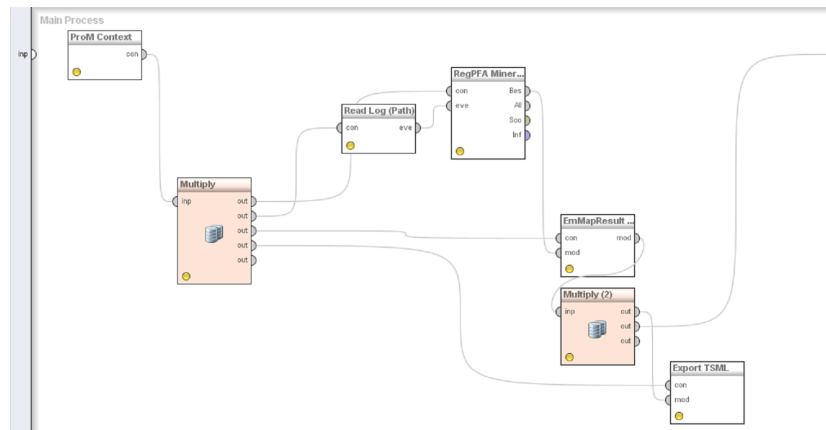 Main Process
ProM Context
inp
con
RegPFA Miner...
con
Bes
eve
All
Soo
Inf
Read Log (Path)
con
eve
Multiply
inp
out
out
out
out
out
EmMapResult ...
con
mod
mod
Multiply (2)
inp
out
out
out
Export TSML
con
mod